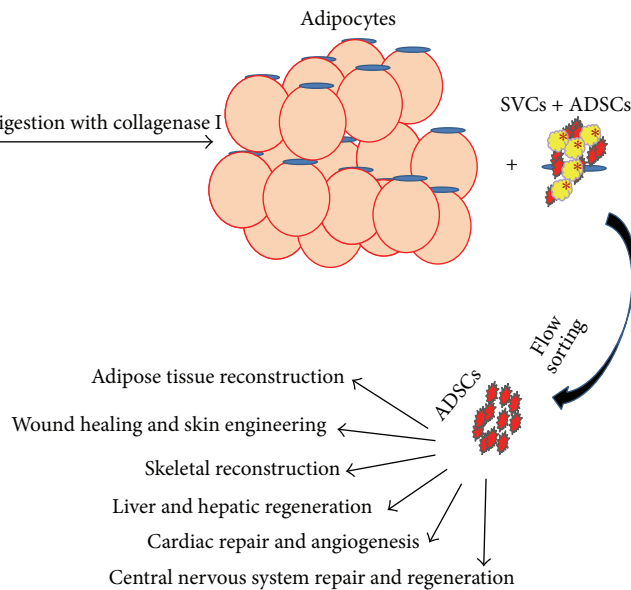 Adipocytes
igestion with collagenase I
SVCs + ADSCs
+
* * * * *
Flow
sorting
ADSCs
Adipose tissue reconstruction
Wound healing and skin engineering
Skeletal reconstruction
Liver and hepatic regeneration
Cardiac repair and angiogenesis
Central nervous system repair and regeneration